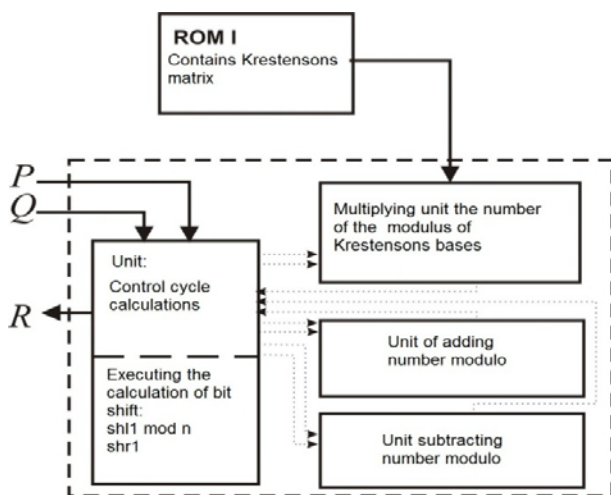 ROM I
Contains Krestensons
matrix
P
Q
R
Unit:
Control cycle
calculations
Executing the
calculation of bit
shift:
shl1 mod n
shr1
Multiplying unit the number
of the modulus of
Krestensons bases
Unit of adding
number modulo
Unit subtracting
number modulo